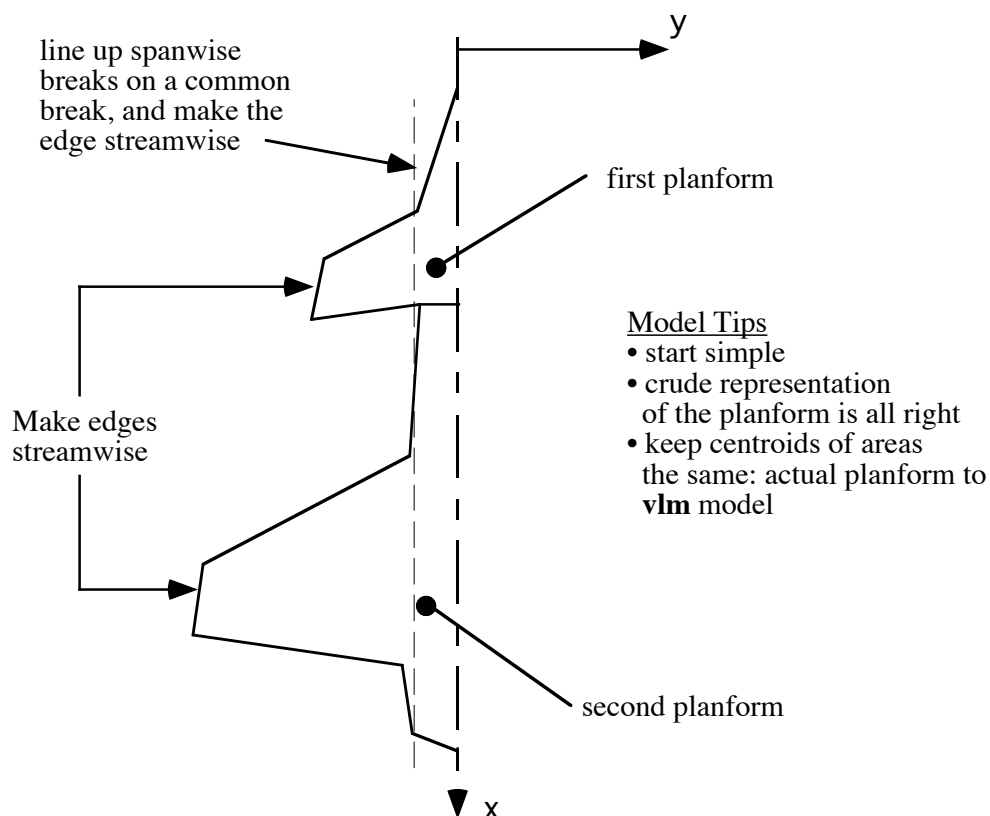 y
line up spanwise
breaks on a common
break, and make the
edge streamwise
first planform
Model Tips
• start simple
• crude representation
of the planform is all right
• keep centroids of areas
the same: actual planform to
vlm model
Make edges
streamwise
second planform
x